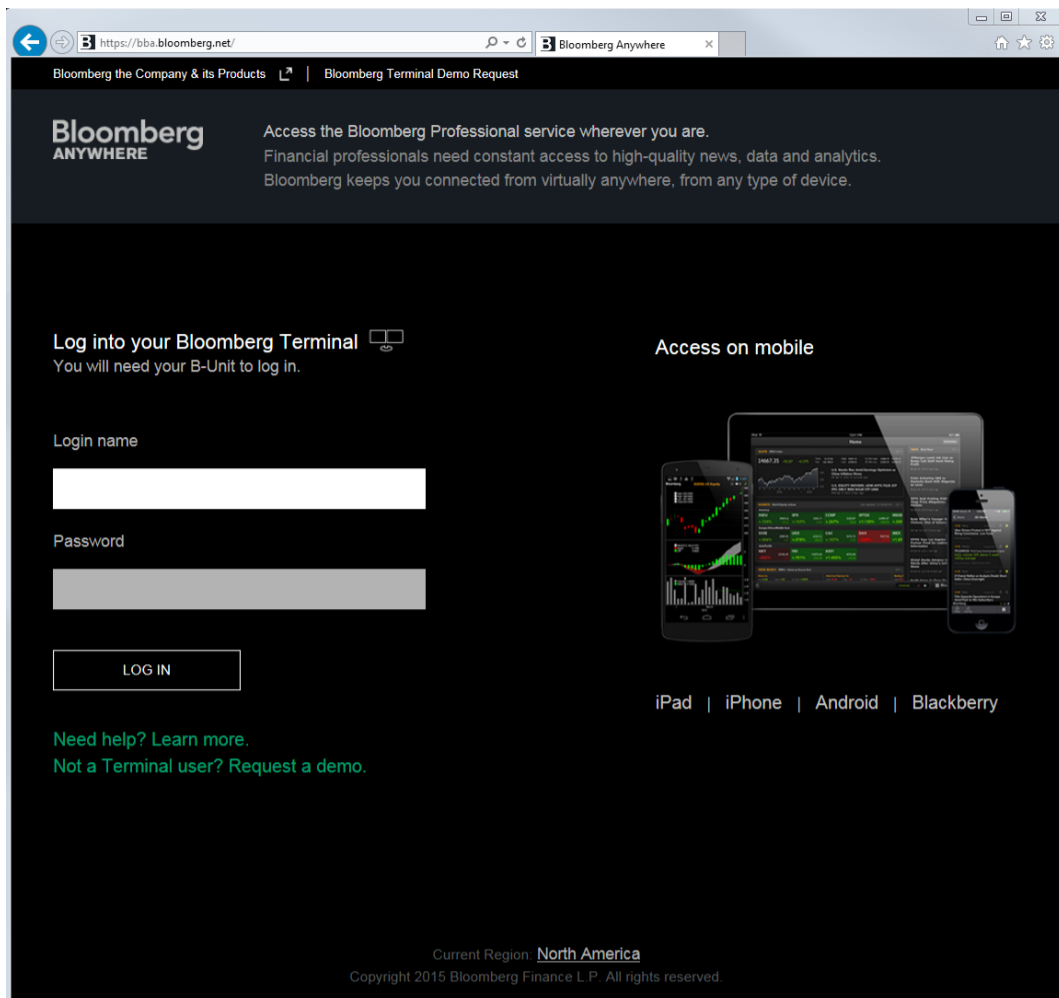 https://bba.bloomberg.net/
Bloomberg Anywhere
Bloomberg the Company & its Products | Bloomberg Terminal Demo Request
Bloomberg
ANYWHERE
Access the Bloomberg Professional service wherever you are.
Financial professionals need constant access to high-quality news, data and analytics.
Bloomberg keeps you connected from virtually anywhere, from any type of device.
Log into your Bloomberg Terminal
You will need your B-Unit to log in.
Access on mobile
Login name
Password
LOG IN
Need help? Learn more.
Not a Terminal user? Request a demo.
Home
14667.25
iPad | iPhone | Android | Blackberry
Current Region: North America
Copyright 2015 Bloomberg Finance L.P. All rights reserved.